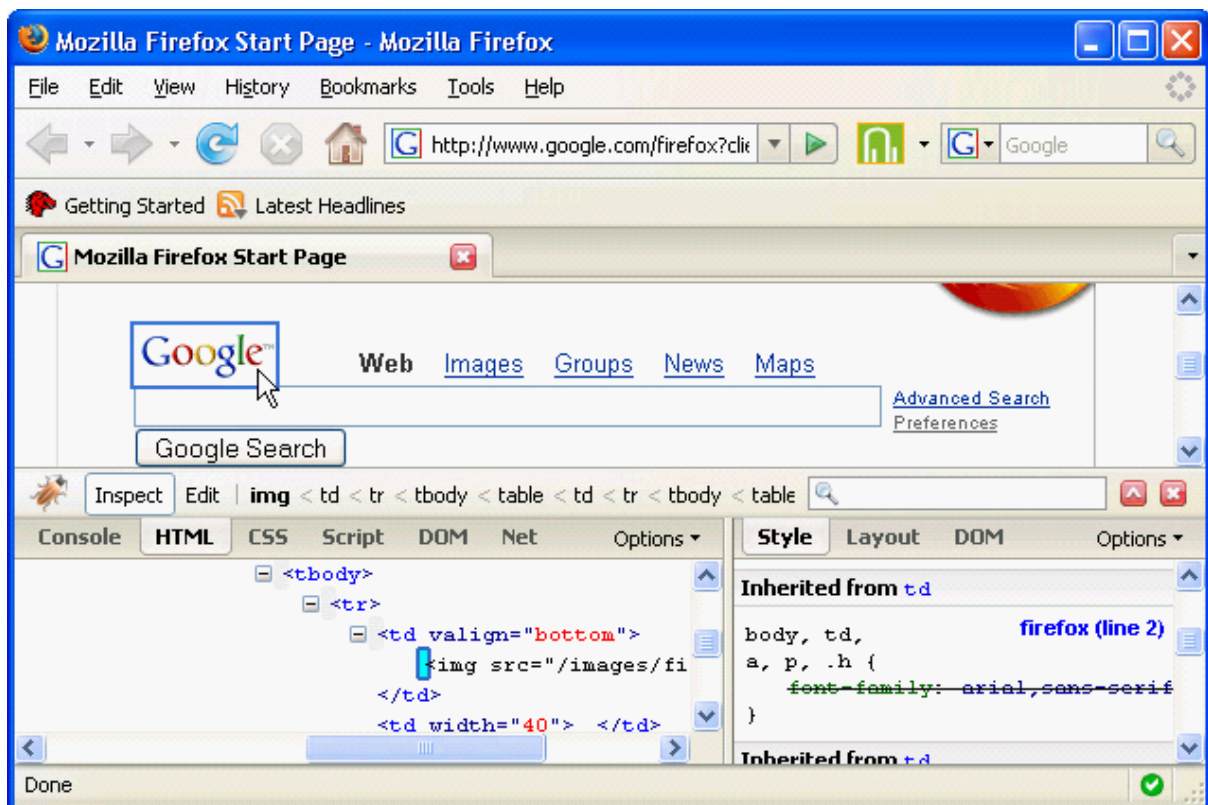 Mozilla Firefox Start Page - Mozilla Firefox
File Edit View History Bookmarks Tools Help
http://www.google.com/firefox?clie G Google
Getting Started Latest Headlines
G Mozilla Firefox Start Page
Google™ Web Images Groups News Maps
Advanced Search
Preferences
Google Search
Inspect Edit | img < td < tr < tbody < table < td < tr < tbody < table
Console HTML CSS Script DOM Net Options
Style Layout DOM Options
<tbody>
<tr>
<td valign="bottom">
<img src="/images/fi
</td>
<td width="40"> </td>
Inherited from td
firefox (line 2)
body, td,
a, p, .h {
font-family: arial,sans-serif
}
Inherited from td
Done